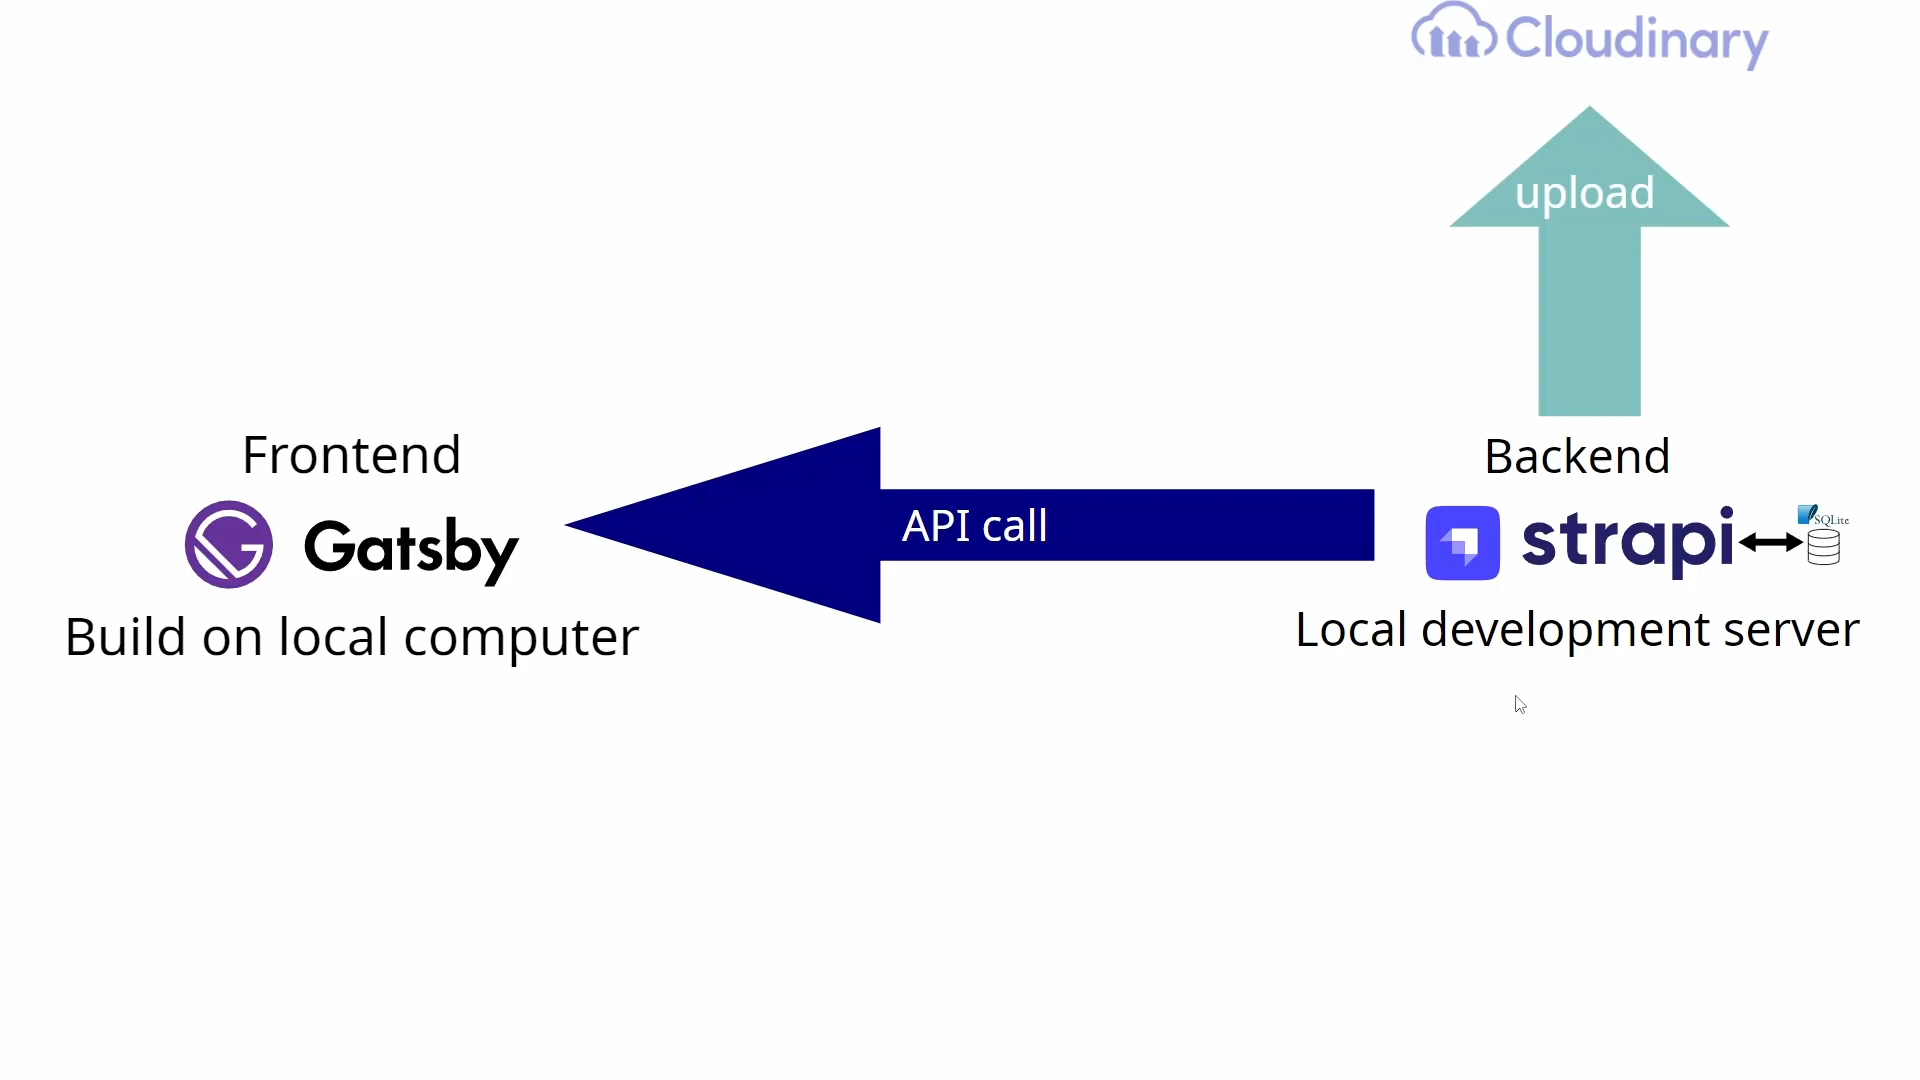 Cloudinary
upload
Frontend
Gatsby
Build on local computer
API call
Backend
strapi
SQLite
Local development server